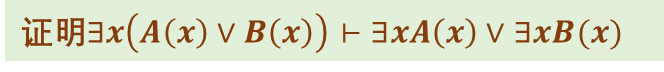 证明∃x(A(x) ∨ B(x)) ⊢ ∃xA(x) ∨ ∃xB(x)